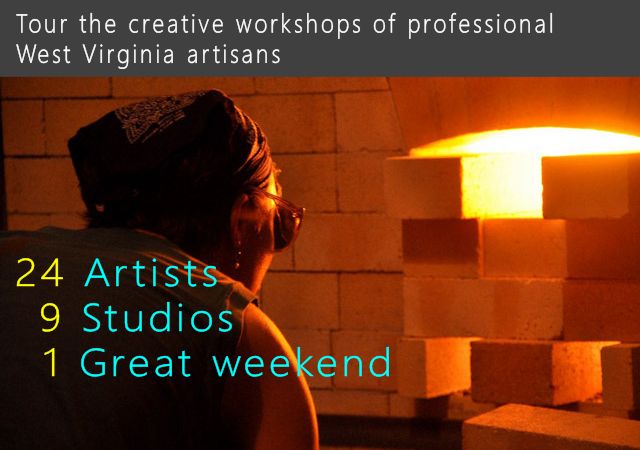 Tour the creative workshops of professional
West Virginia artisans
24 Artists
9 Studios
1 Great weekend